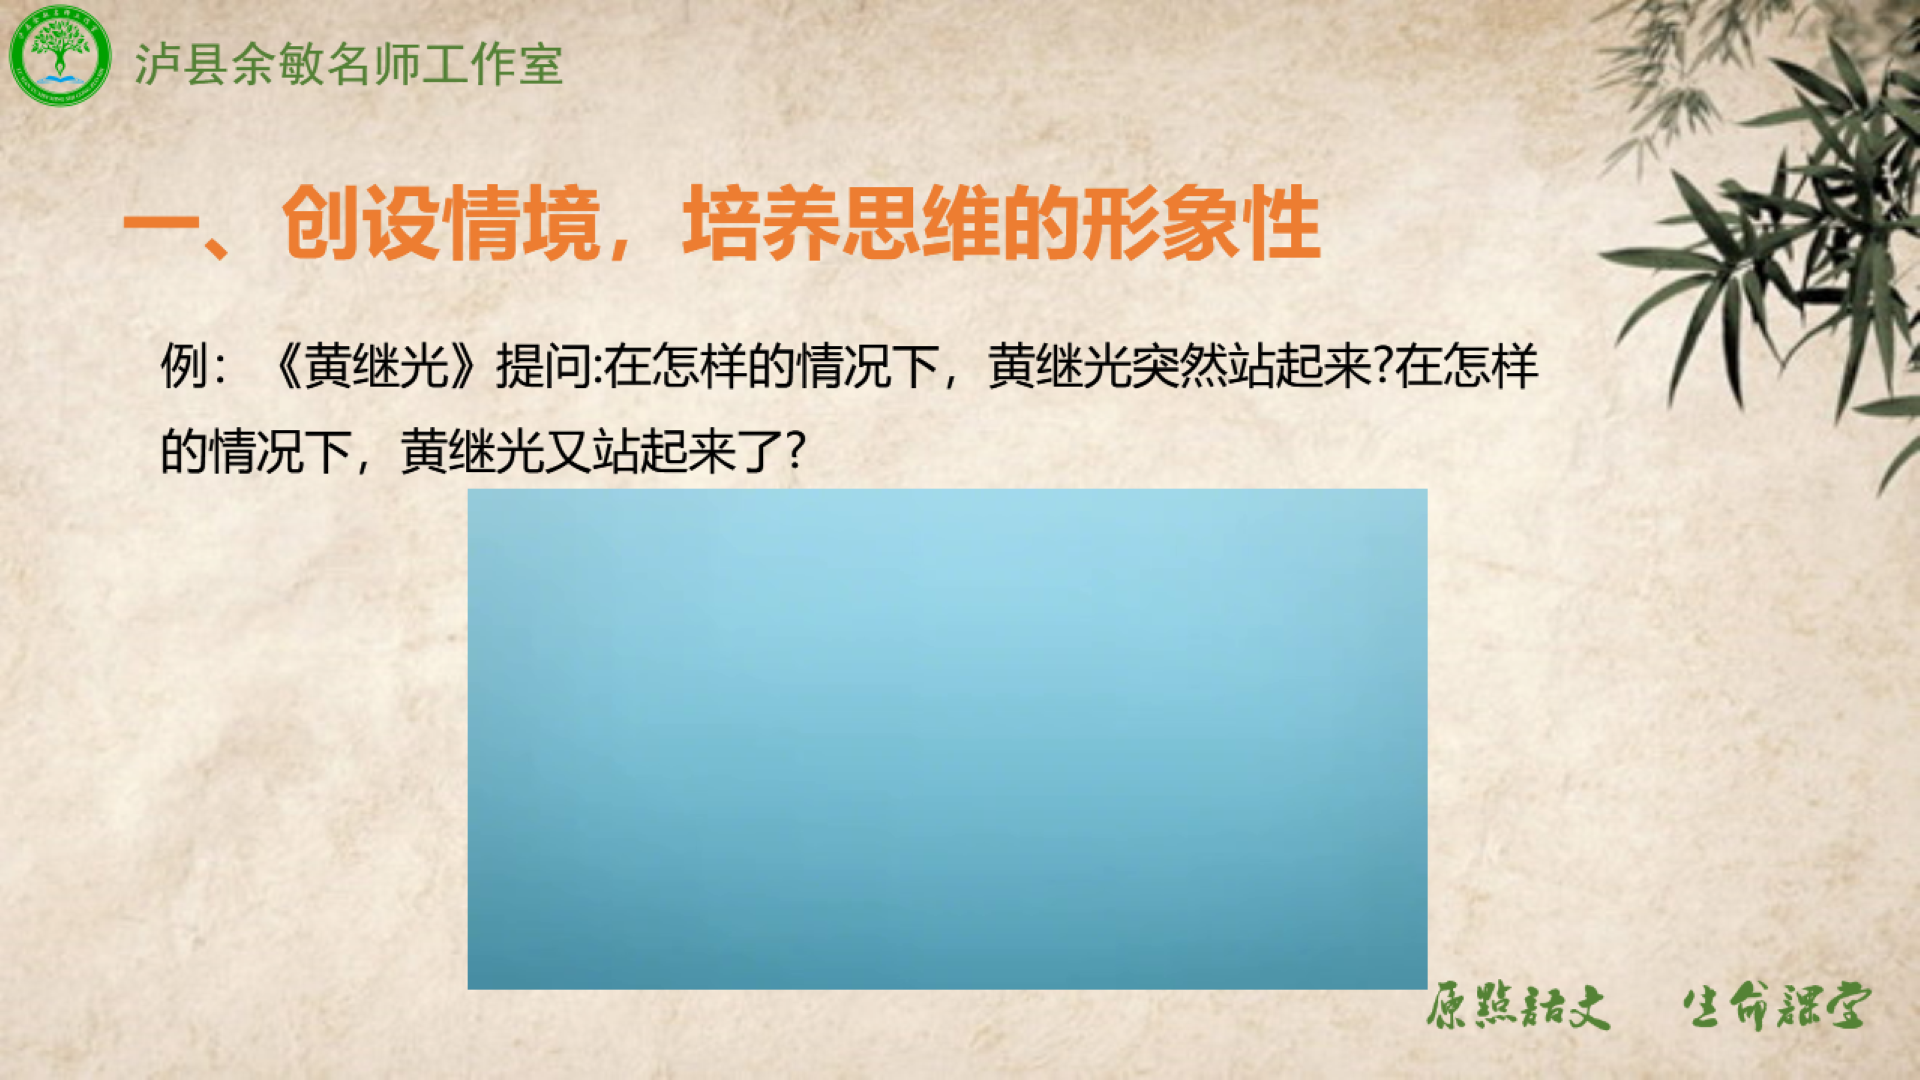 泸县余敏名师工作室
一、创设情境，培养思维的形象性
例：《黄继光》提问:在怎样的情况下，黄继光突然站起来?在怎样
的情况下，黄继光又站起来了?
原點語文 生命課堂